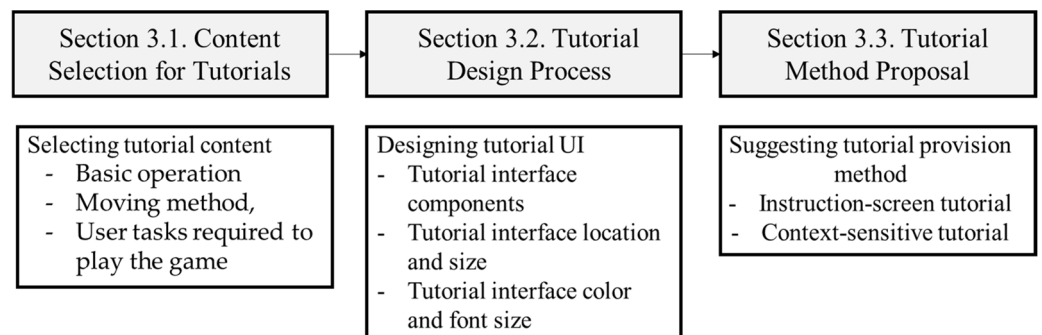 Section 3.1. Content
Selection for Tutorials
Section 3.2. Tutorial
Design Process
Section 3.3. Tutorial
Method Proposal
Selecting tutorial content
- Basic operation
- Moving method,
- User tasks required to
play the game
Designing tutorial UI
- Tutorial interface
components
- Tutorial interface location
and size
- Tutorial interface color
and font size
Suggesting tutorial provision
method
- Instruction-screen tutorial
- Context-sensitive tutorial